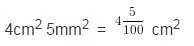 4cm² 5mm² = 4 5/100 cm²